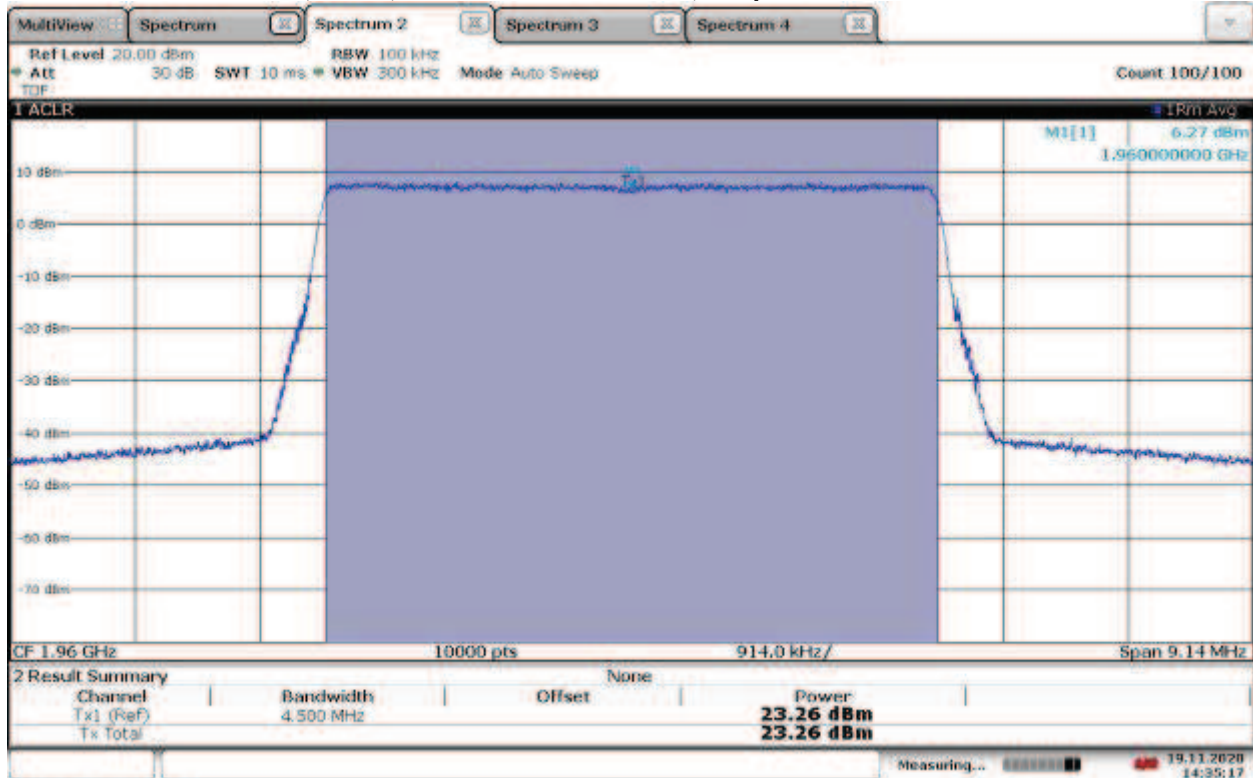 MultiView Spectrum Spectrum 2 Spectrum 3 Spectrum 4
Ref Level 20.00 dBm RBW 100 kHz
Att 30 dB SWT 10 ms VBW 300 kHz Mode Auto Sweep Count 100/100
TDF
1 ACLR 1Rm Avg
M1[1] 6.27 dBm
1.960000000 GHz
10 dBm
0 dBm
-10 dBm
-20 dBm
-30 dBm
-40 dBm
-50 dBm
-60 dBm
-70 dBm
CF 1.96 GHz 10000 pts 914.0 kHz/ Span 9.14 MHz
2 Result Summary None
Channel Bandwidth Offset Power
Tx1 (Ref) 4.500 MHz 23.26 dBm
Tx Total 23.26 dBm
Measuring... 19.11.2020
14:35:17